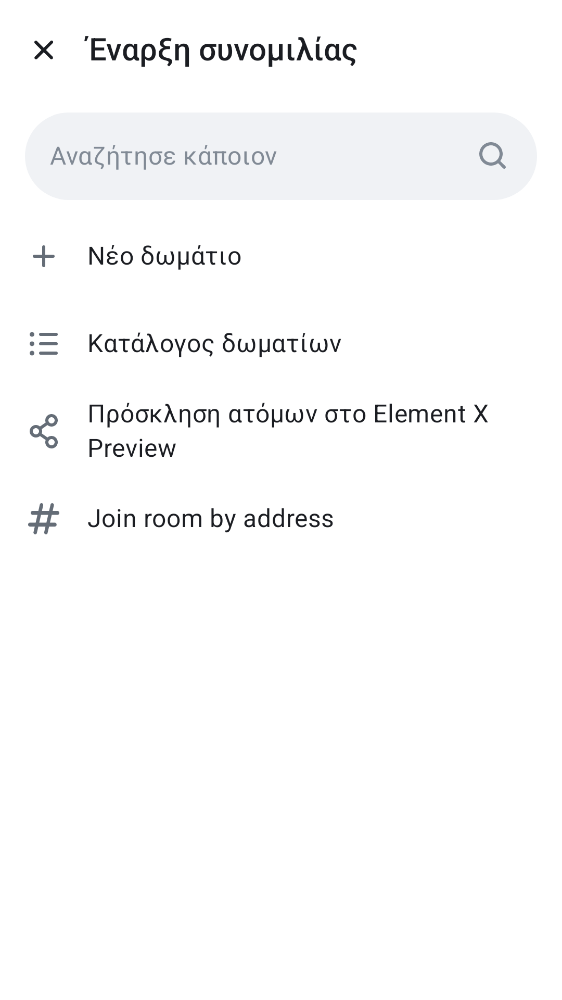 Έναρξη συνομιλίας
Αναζήτησε κάποιον
Νέο δωμάτιο
Κατάλογος δωματίων
Πρόσκληση ατόμων στο Element X
Preview
Join room by address